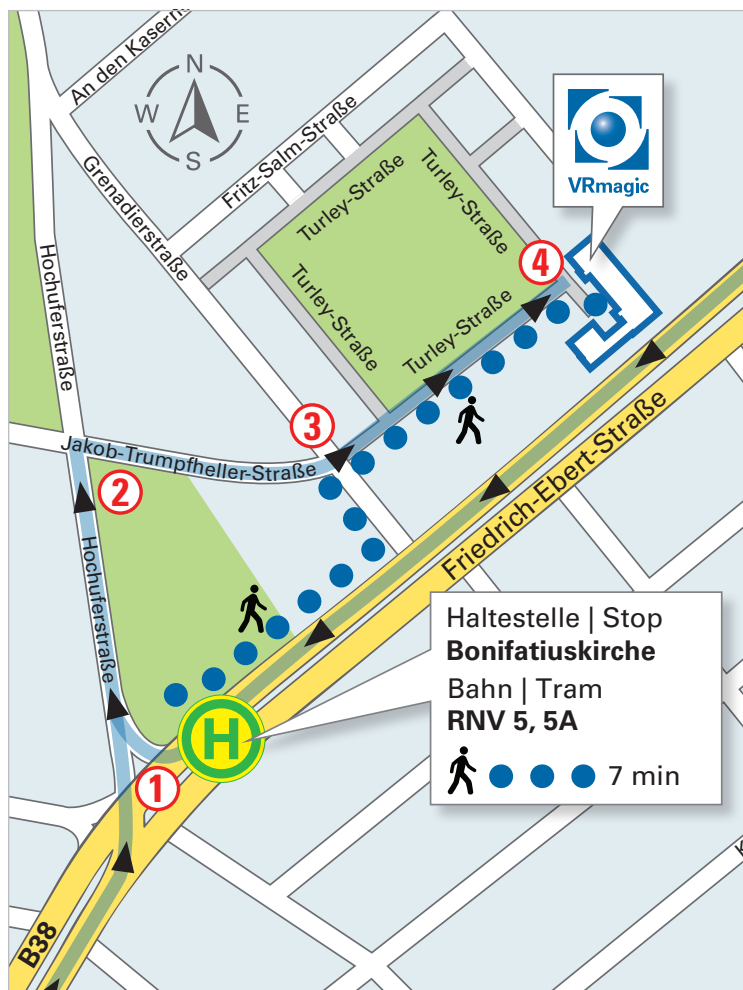 An den Kasern
N
W
E
S
VRmagic
Fritz-Salm-Straße
Grenadierstraße
Turley-Straße
Turley-Straße
Turley-Straße
Turley-Straße
Hochuferstraße
4
3
Jakob-Trumpfheller-Straße
2
Hochuferstraße
Friedrich-Ebert-Straße
Haltestelle | Stop
Bonifatiuskirche
Bahn | Tram
RNV 5, 5A
7 min
H
1
B38
K